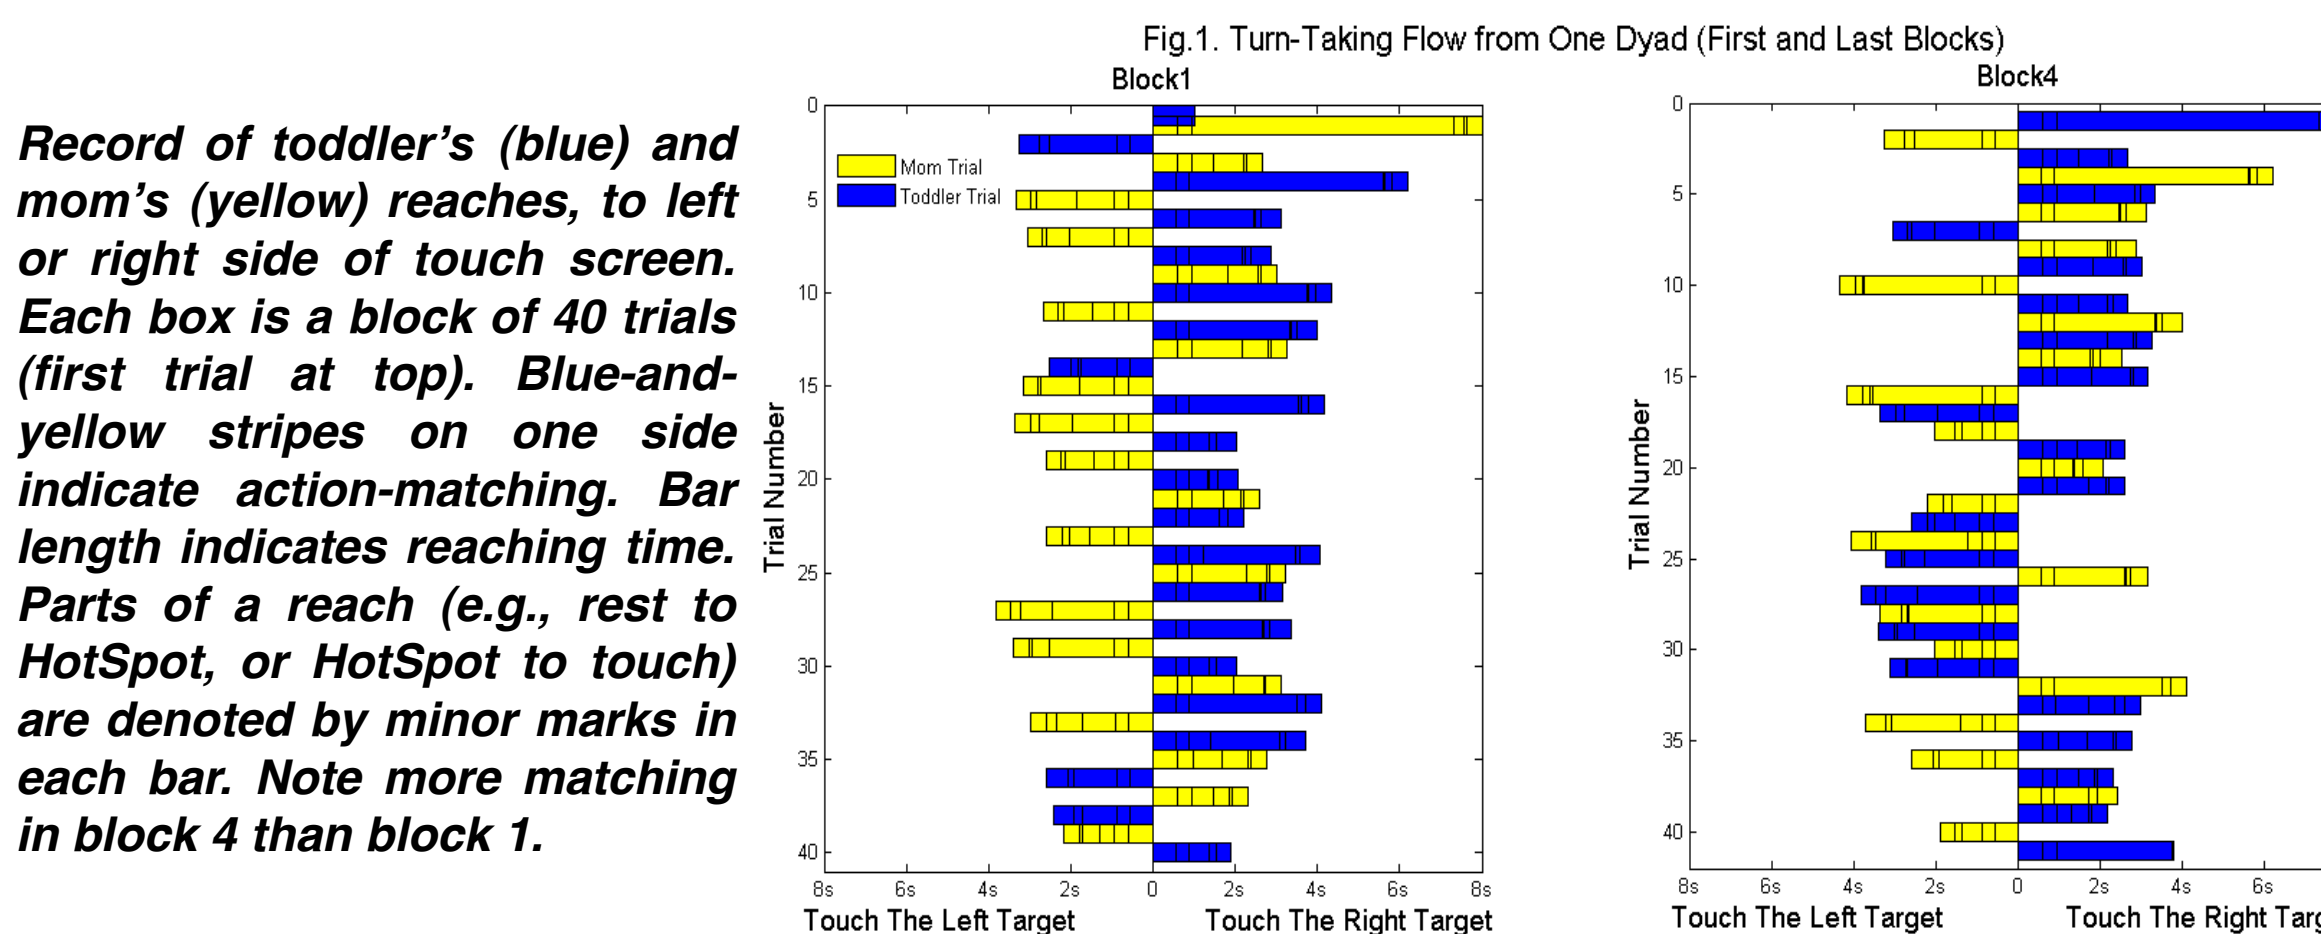 Record of toddler's (blue) and
mom's (yellow) reaches, to left
or right side of touch screen.
Each box is a block of 40 trials
(first trial at top). Blue-and-
yellow stripes on one side
indicate action-matching. Bar
length indicates reaching time.
Parts of a reach (e.g., rest to
HotSpot, or HotSpot to touch)
are denoted by minor marks in
each bar. Note more matching
in block 4 than block 1.
Fig.1. Turn-Taking Flow from One Dyad (First and Last Blocks)
Block1
Mom Trial
Toddler Trial
Trial Number
0
5
10
15
20
25
30
35
40
8s 6s 4s 2s 0 2s 4s 6s 8s
Touch The Left Target Touch The Right Target
Block4
Trial Number
0
5
10
15
20
25
30
35
40
8s 6s 4s 2s 0 2s 4s 6s
Touch The Left Target Touch The Right Targ